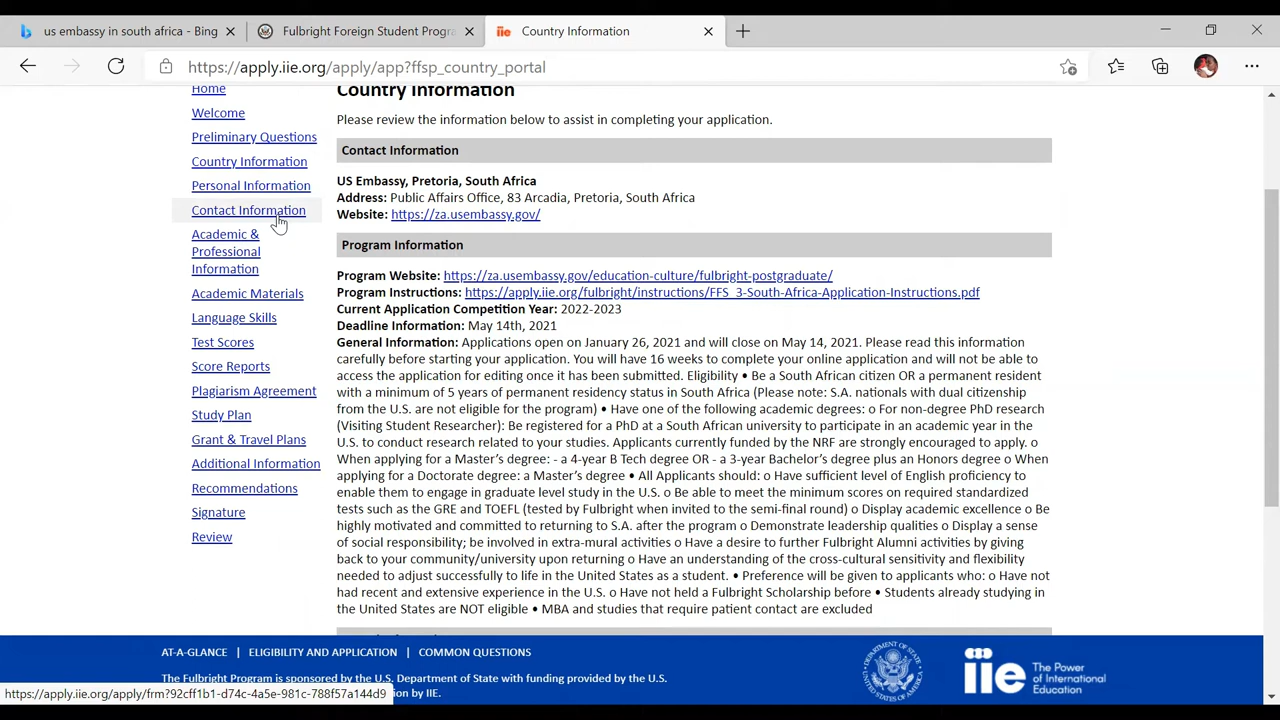 us embassy in south africa - Bing
Fulbright Foreign Student Progra
Country Information
https://apply.iie.org/apply/app?ffsp_country_portal
Home
Welcome
Preliminary Questions
Country Information
Personal Information
Contact Information
Academic &
Professional
Information
Academic Materials
Language Skills
Test Scores
Score Reports
Plagiarism Agreement
Study Plan
Grant & Travel Plans
Additional Information
Recommendations
Signature
Review
Country Information
Please review the information below to assist in completing your application.
Contact Information
US Embassy, Pretoria, South Africa
Address: Public Affairs Office, 83 Arcadia, Pretoria, South Africa
Website: https://za.usembassy.gov/
Program Information
Program Website: https://za.usembassy.gov/education-culture/fulbright-postgraduate/
Program Instructions: https://apply.iie.org/fulbright/instructions/FFS_3-South-Africa-Application-Instructions.pdf
Current Application Competition Year: 2022-2023
Deadline Information: May 14th, 2021
General Information: Applications open on January 26, 2021 and will close on May 14, 2021. Please read this information
carefully before starting your application. You will have 16 weeks to complete your online application and will not be able to
access the application for editing once it has been submitted. Eligibility • Be a South African citizen OR a permanent resident
with a minimum of 5 years of permanent residency status in South Africa (Please note: S.A. nationals with dual citizenship
from the U.S. are not eligible for the program) • Have one of the following academic degrees: o For non-degree PhD research
(Visiting Student Researcher): Be registered for a PhD at a South African university to participate in an academic year in the
U.S. to conduct research related to your studies. Applicants currently funded by the NRF are strongly encouraged to apply. o
When applying for a Master's degree: - a 4-year B Tech degree OR - a 3-year Bachelor's degree plus an Honors degree o When
applying for a Doctorate degree: a Master's degree • All Applicants should: o Have sufficient level of English proficiency to
enable them to engage in graduate level study in the U.S. o Be able to meet the minimum scores on required standardized
tests such as the GRE and TOEFL (tested by Fulbright when invited to the semi-final round) o Display academic excellence o Be
highly motivated and committed to returning to S.A. after the program o Demonstrate leadership qualities o Display a sense
of social responsibility; be involved in extra-mural activities o Have a desire to further Fulbright Alumni activities by giving
back to your community/university upon returning o Have an understanding of the cross-cultural sensitivity and flexibility
needed to adjust successfully to life in the United States as a student. • Preference will be given to applicants who: o Have not
had recent and extensive experience in the U.S. o Have not held a Fulbright Scholarship before • Students already studying in
the United States are NOT eligible • MBA and studies that require patient contact are excluded
AT-A-GLANCE | ELIGIBILITY AND APPLICATION | COMMON QUESTIONS
The Fulbright Program is sponsored by the U.S. Department of State with funding provided by the U.S.
ion by IIE.
iie The Power
of International
Education
https://apply.iie.org/apply/frm?92cff1b1-d74c-4a5e-981c-788f57a144d9